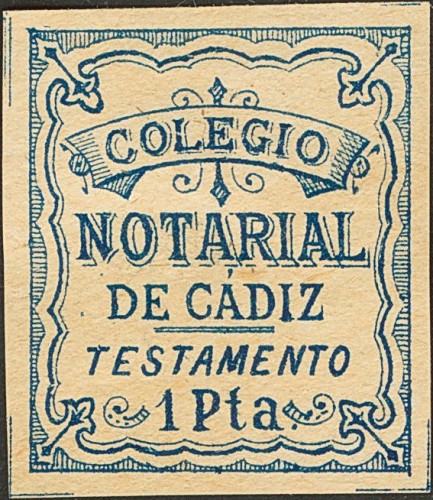 COLEGIO
NOTARIAL
DE CÁDIZ
TESTAMENTO
1 Pta.